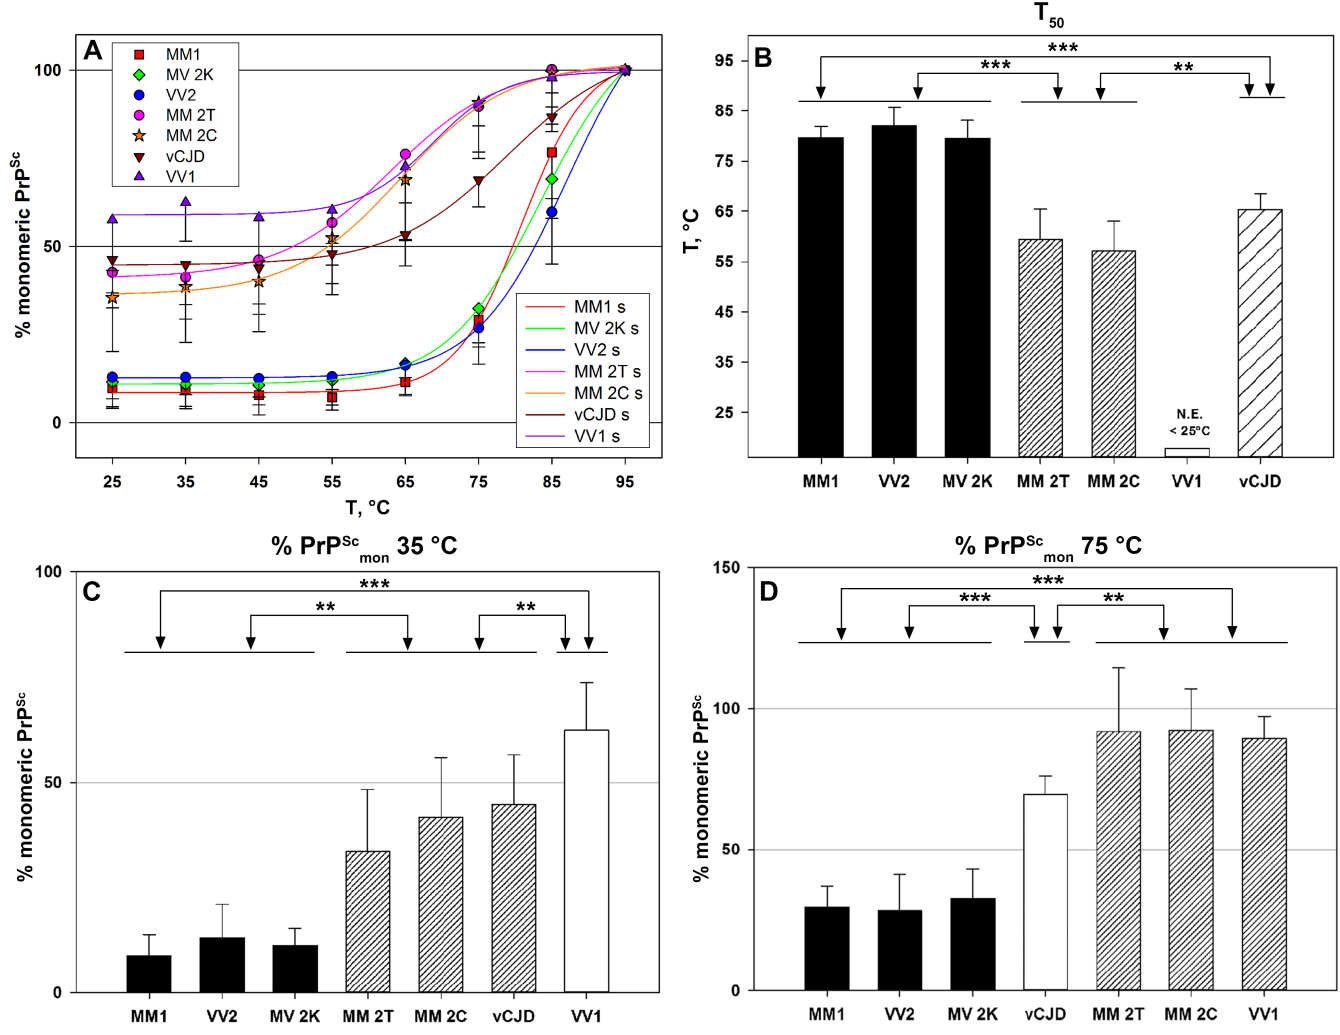 A
MM1
MV 2K
VV2
MM 2T
MM 2C
vCJD
VV1
100
50
0
% monomeric PrPSc
MM1 s
MV 2K s
VV2 s
MM 2T s
MM 2C s
vCJD s
VV1 s
25 35 45 55 65 75 85 95
T, °C
T50
B
***
*** **
95
85
75
65
55
45
35
25
T, °C
N.E.
< 25°C
MM1 VV2 MV 2K MM 2T MM 2C VV1 vCJD
% PrPScmon 35 °C
C
***
** **
100
50
0
% monomeric PrPSc
MM1 VV2 MV 2K MM 2T MM 2C vCJD VV1
% PrPScmon 75 °C
D
***
*** **
150
100
50
0
% monomeric PrPSc
MM1 VV2 MV 2K vCJD MM 2T MM 2C VV1